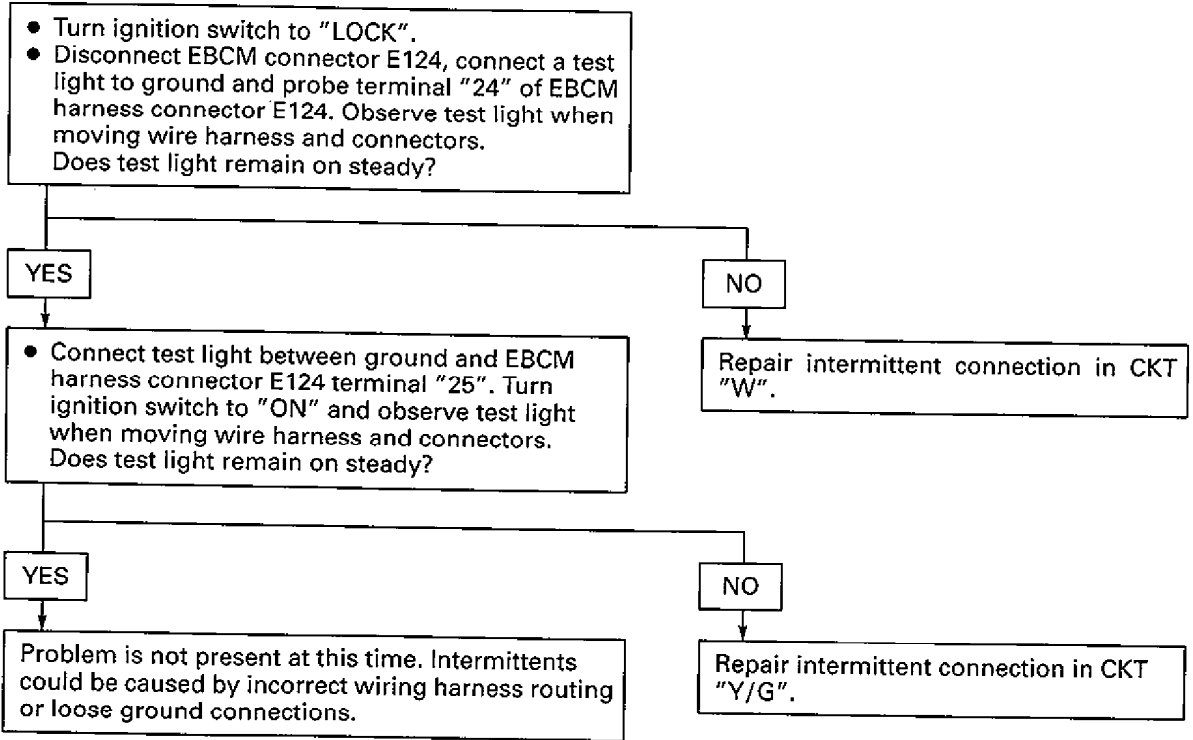 ● Turn ignition switch to "LOCK".
● Disconnect EBCM connector E124, connect a test
light to ground and probe terminal "24" of EBCM
harness connector E124. Observe test light when
moving wire harness and connectors.
Does test light remain on steady?
YES
NO
● Connect test light between ground and EBCM
harness connector E124 terminal "25". Turn
ignition switch to "ON" and observe test light
when moving wire harness and connectors.
Does test light remain on steady?
Repair intermittent connection in CKT
"W".
YES
NO
Problem is not present at this time. Intermittents
could be caused by incorrect wiring harness routing
or loose ground connections.
Repair intermittent connection in CKT
"Y/G".